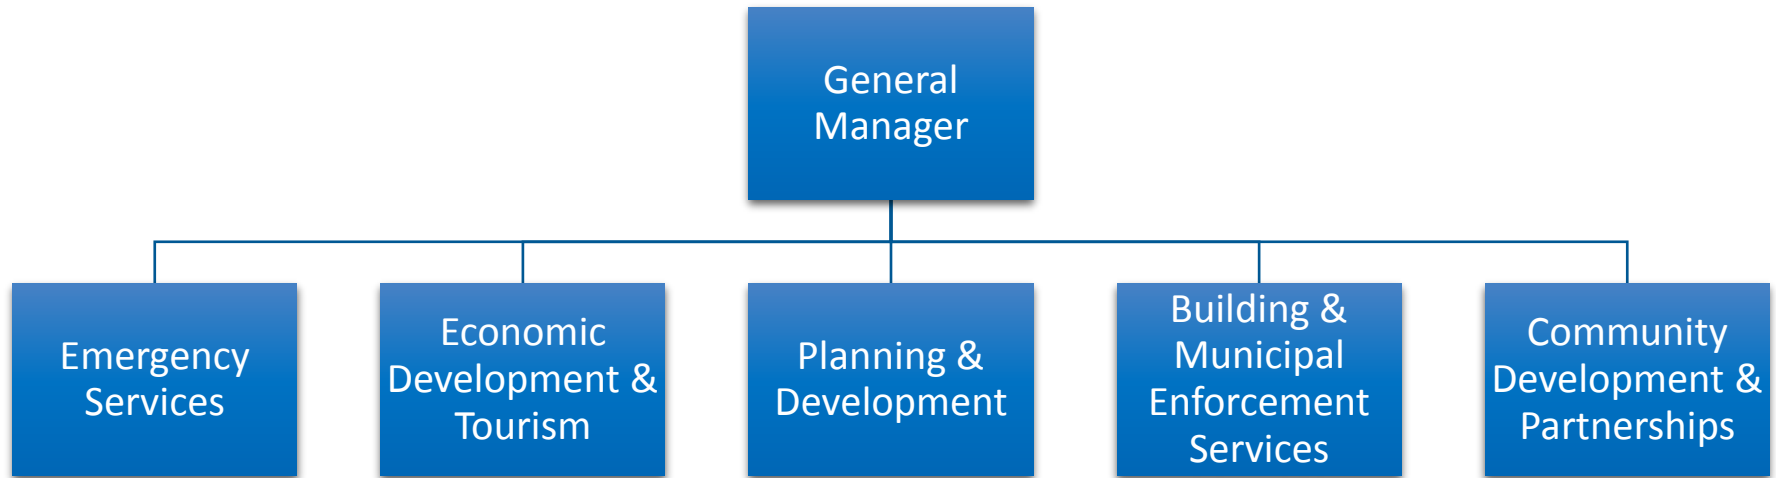 General
Manager
Emergency
Services
Economic
Development &
Tourism
Planning &
Development
Building &
Municipal
Enforcement
Services
Community
Development &
Partnerships